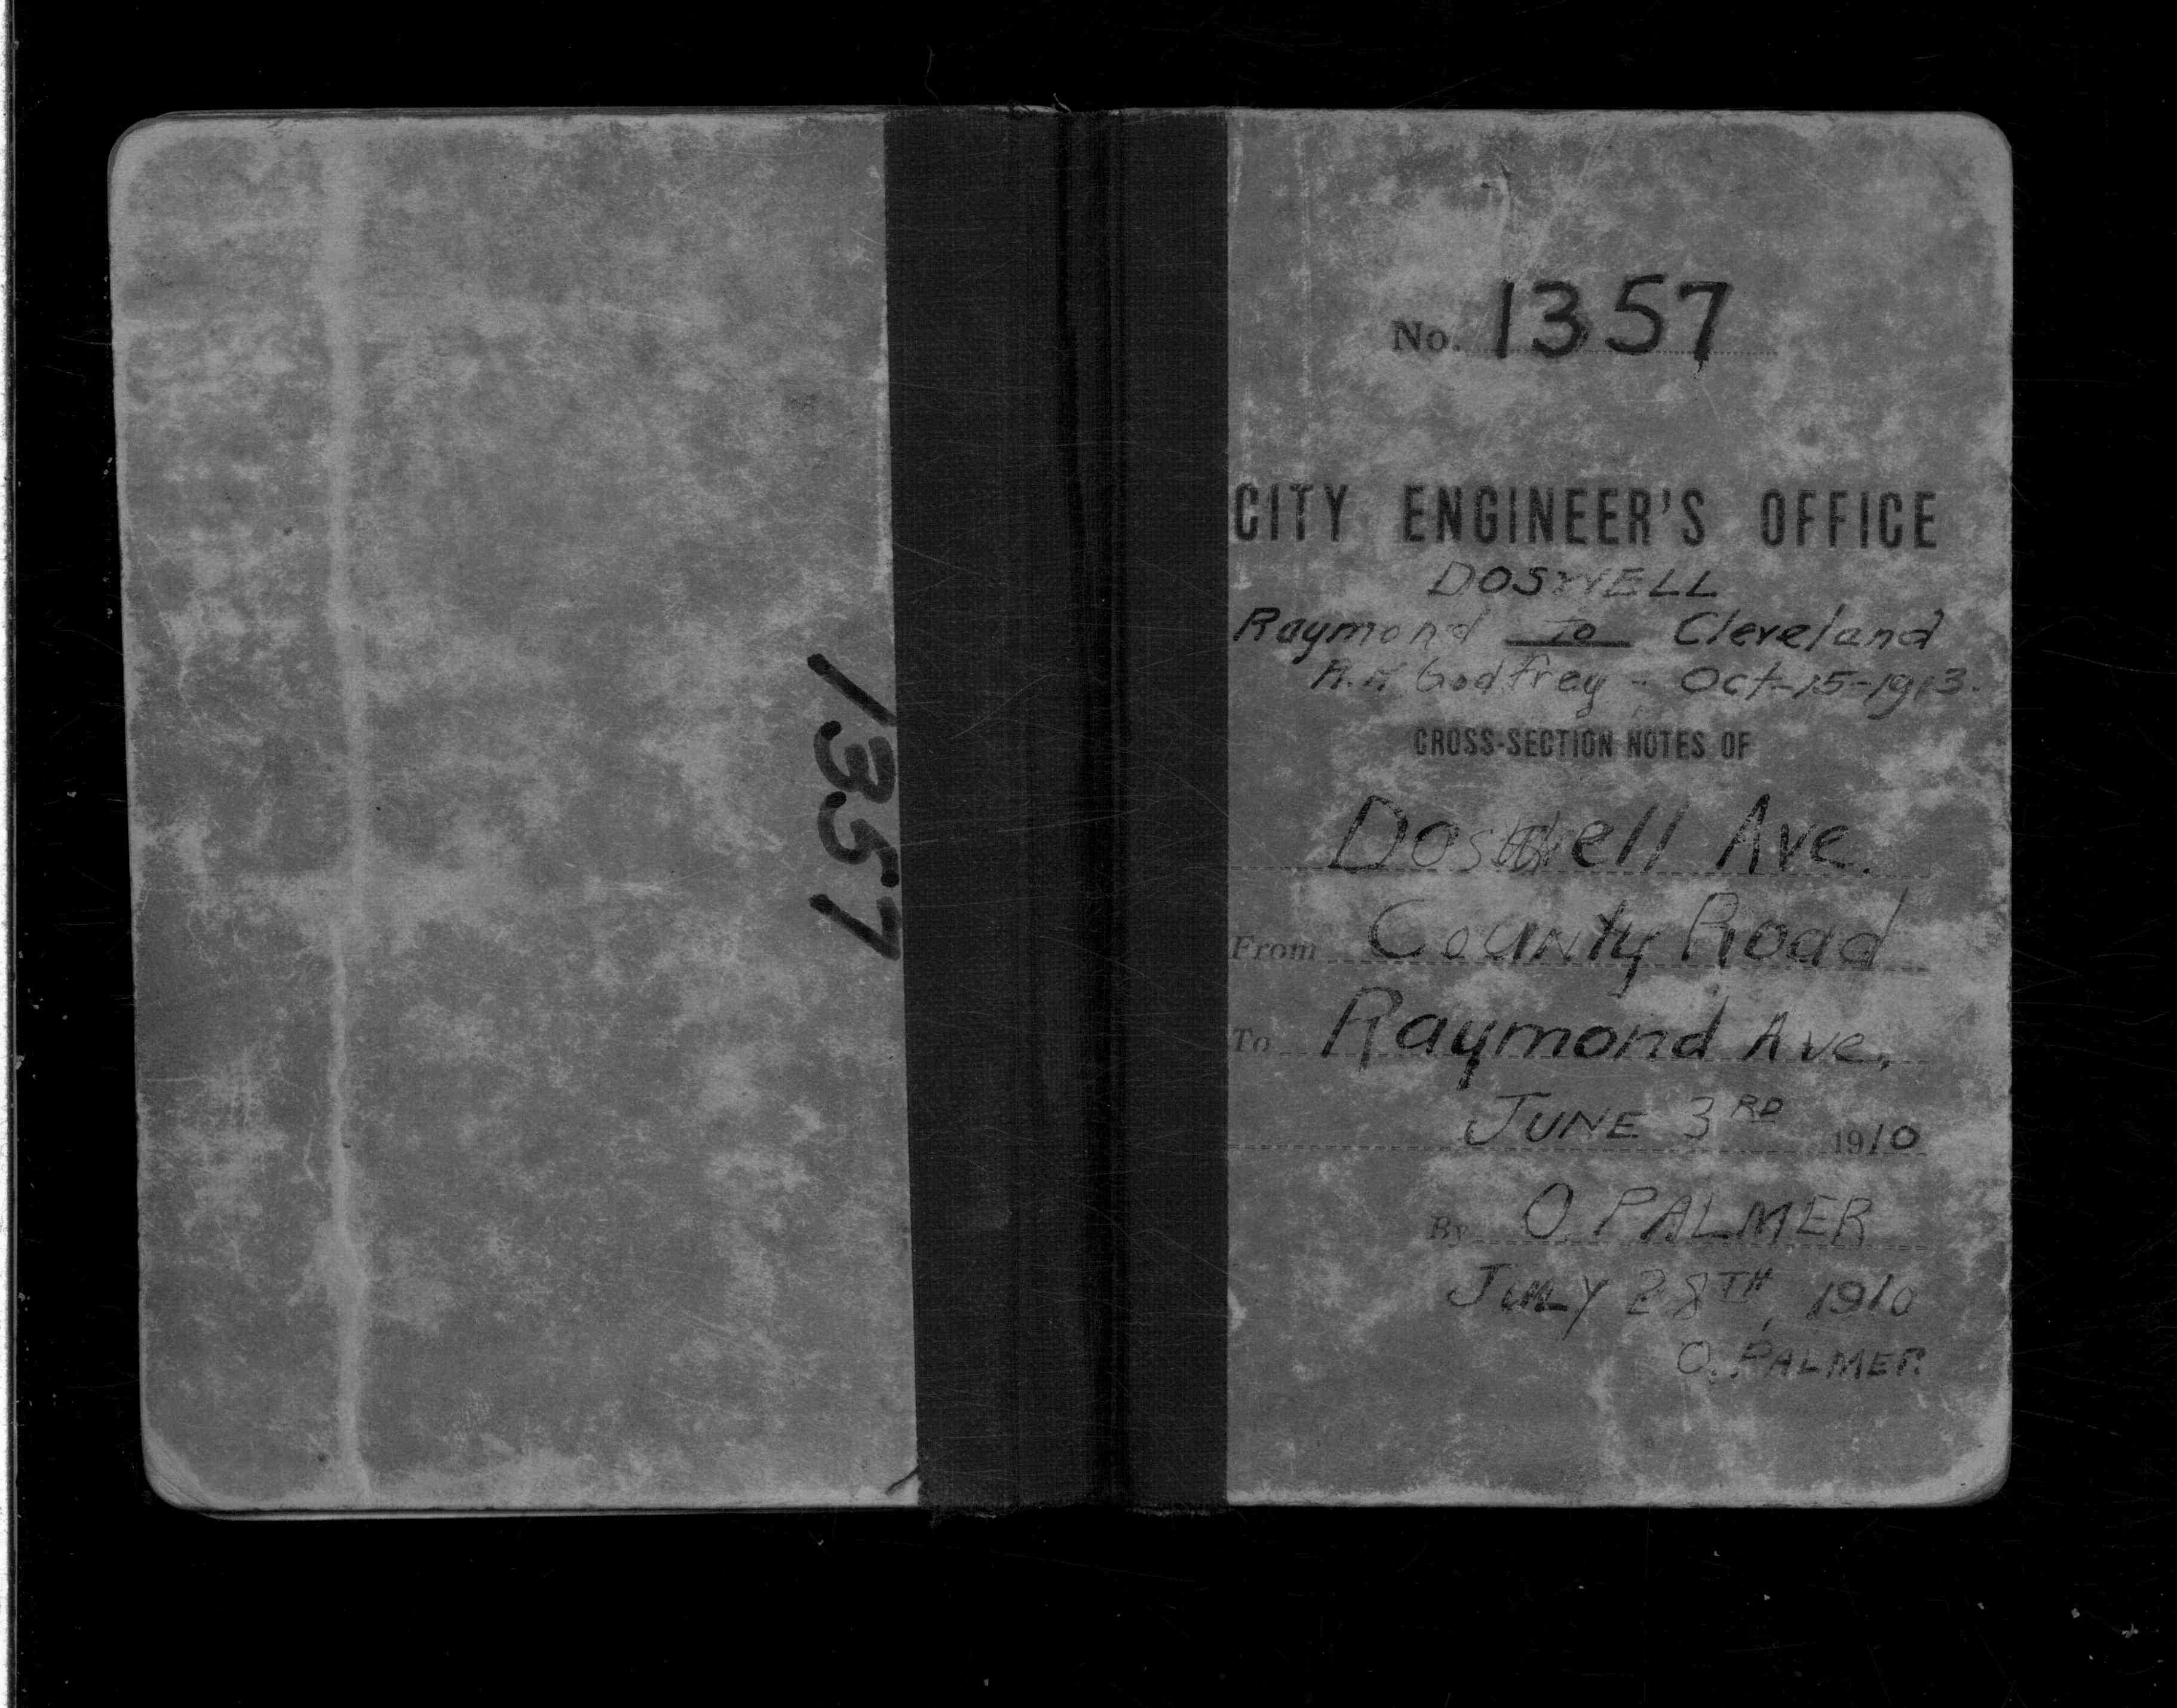 1357
No. 1357
CITY ENGINEER'S OFFICE
DOSWELL
Raymond To Cleveland
Godfrey - Oct-15-1913.
CROSS-SECTION NOTES OF
Doswell Ave.
From County Road
To Raymond Ave.
JUNE 3RD 1910
By O. PALMER
JULY 28TH, 1910
O. PALMER